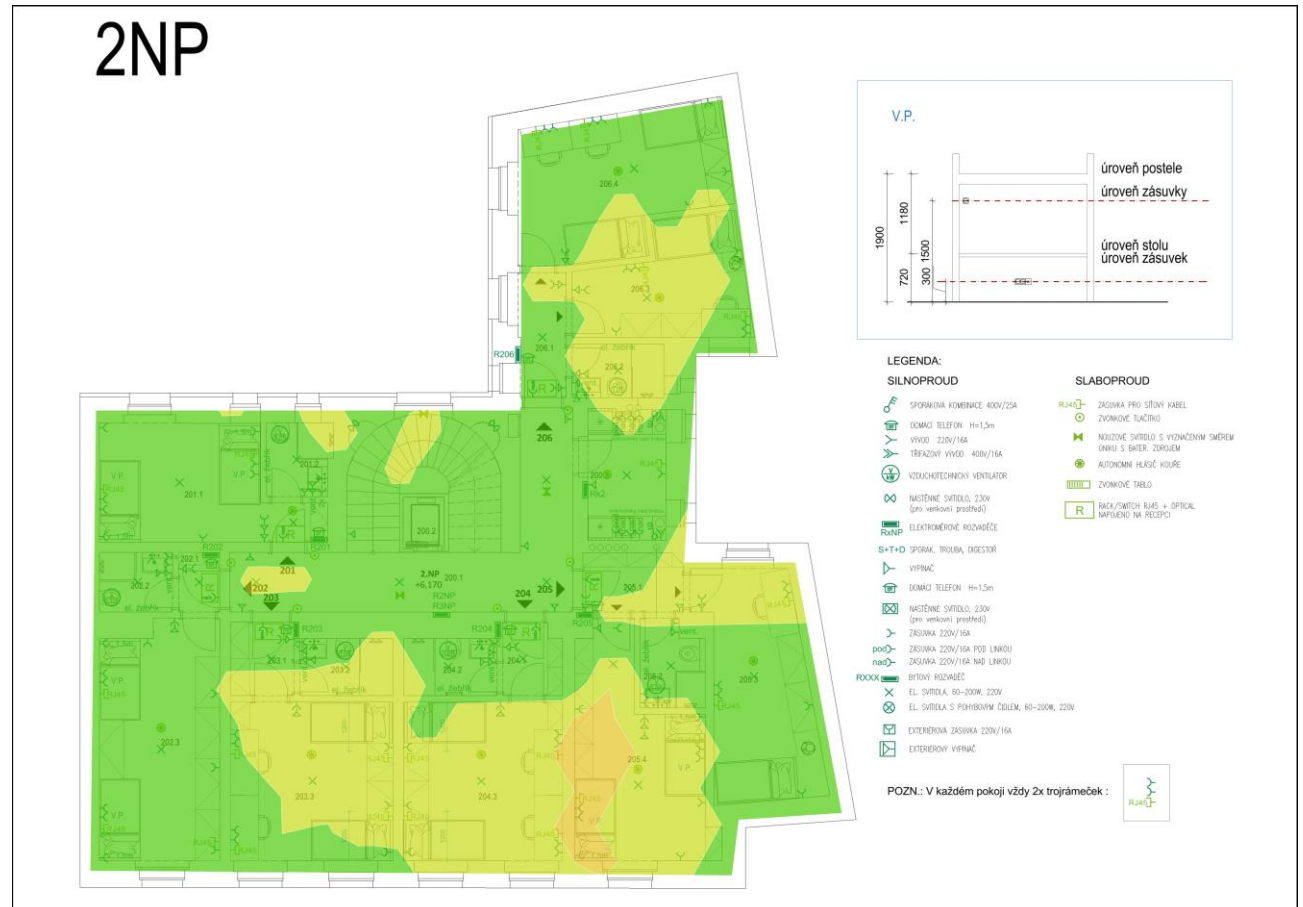 2NP
V.P.
úroveň postele
úroveň zásuvky
úroveň stolu
úroveň zásuvek
1900
1180
720
1500
300
LEGENDA:
SILNOPROUD
SPORÁKOVÁ KOMBINACE 400V/25A
DOMÁCÍ TELEFON H=1,5m
VÝVOD 220V/16A
TŘÍFAZOVÝ VÝVOD 400V/16A
VZDUCHOTECHNICKÝ VENTILÁTOR
NÁSTĚNNÉ SVÍTIDLO, 230V
(pro venkovní prostředí)
ELEKTROMĚROVÉ ROZVADĚČE
RxNP
S+T+D SPORÁK, TROUBA, DIGESTOŘ
VYPÍNAČ
DOMÁCÍ TELEFON H=1,5m
NÁSTĚNNÉ SVÍTIDLO, 230V
(pro venkovní prostředí)
ZÁSUVKA 220V/16A
pod ZÁSUVKA 220V/16A POD LINKOU
nad ZÁSUVKA 220V/16A NAD LINKOU
RXXX BYTOVÝ ROZVADĚČ
EL. SVÍTIDLA, 60-200W, 220V
EL. SVÍTIDLA S POHYBOVÝM ČIDLEM, 60-200W, 220V
EXTERIÉROVÁ ZÁSUVKA 220V/16A
EXTERIÉROVÝ VYPÍNAČ
SLABOPROUD
RJ45 ZÁSUVKA PRO SÍŤOVÝ KABEL
ZVONKOVÉ TLAČÍTKO
NOUZOVÉ SVÍTIDLO S VYZNAČENÝM SMĚREM
ÚNIKU S BATER. ZDROJEM
AUTONOMNÍ HLÁSIČ KOUŘE
ZVONKOVÉ TABLO
R RACK/SWITCH RJ45 + OPTICAL
NAPOJENO NA RECEPCI
POZN.: V každém pokoji vždy 2x trojrámeček :
RJ45
206.4
206.3
206.1
206.2
R206
206
201.1
201.2
200.2
Rk2
R202
R201
202.1
202.2
201
202
203
2.NP
+6,170
200.1
R2NP
R3NP
204
205
205.1
R203
R204
R205
203.1
203.2
204.2
204.1
205.2
205.3
202.3
203.3
204.3
205.4